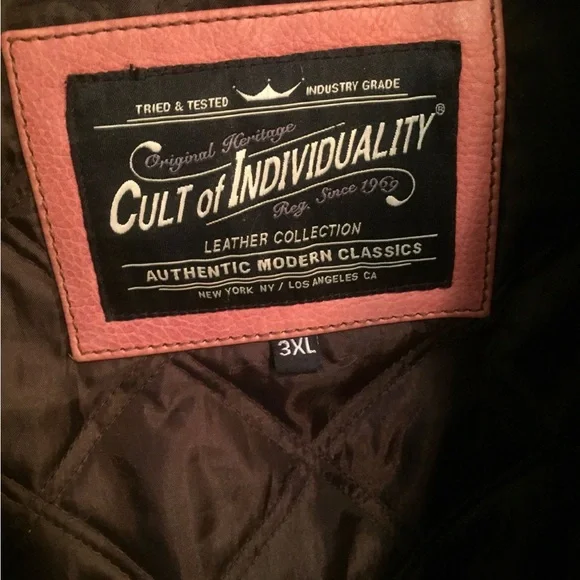 TRIED & TESTED INDUSTRY GRADE
Original Heritage
CULT of INDIVIDUALITY®
Reg. Since 1969
LEATHER COLLECTION
AUTHENTIC MODERN CLASSICS
NEW YORK NY / LOS ANGELES CA
3XL